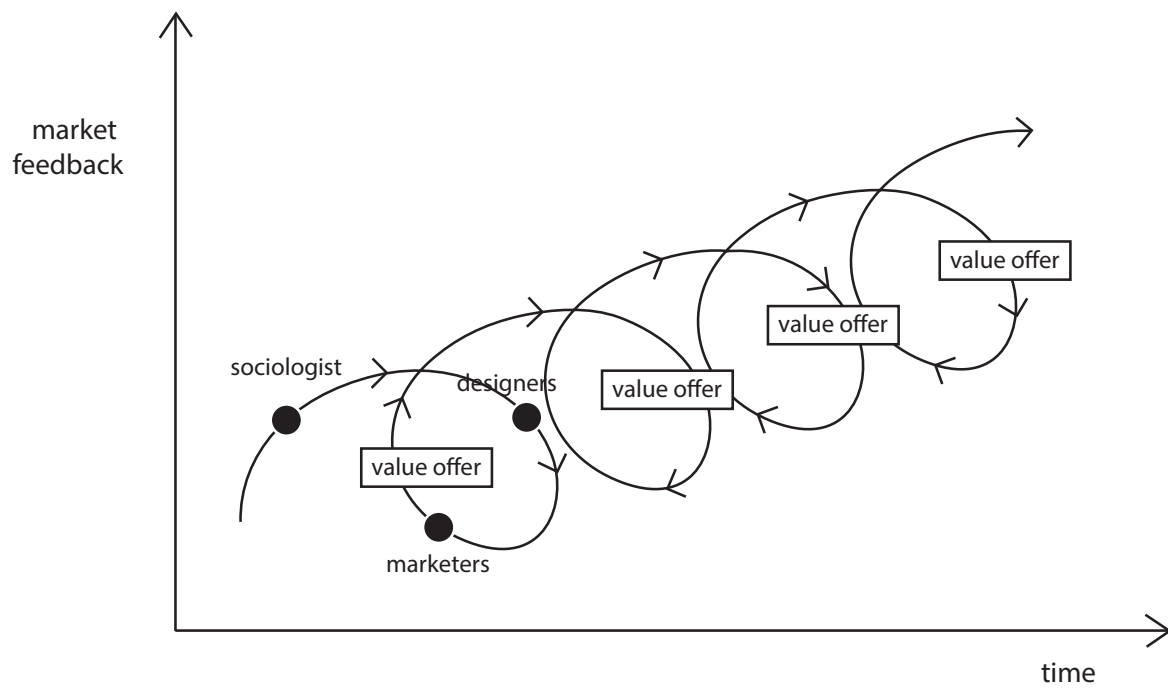 market
feedback
value offer
value offer
sociologist
designers
value offer
value offer
marketers
time